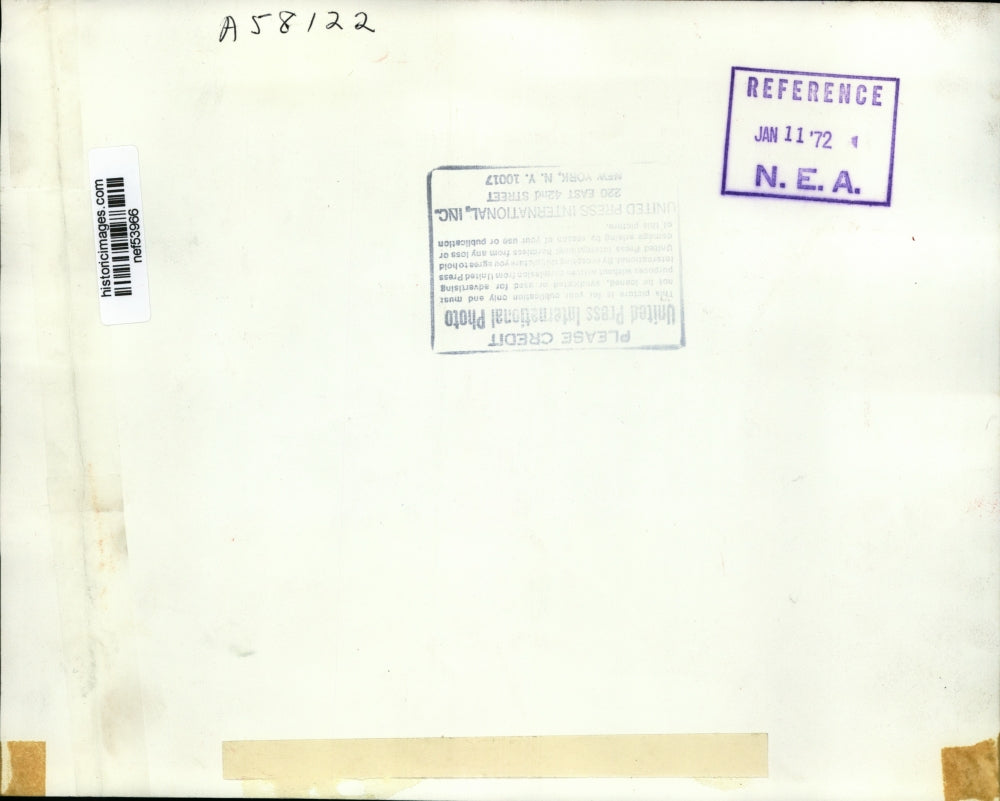 A58122
REFERENCE
JAN 11 '72
N. E. A.
historicimages.com
nef53966
PLEASE CREDIT
United Press International Photo
This picture is for your publication only and must
not be loaned, syndicated or used for advertising
purposes without written permission from United Press
International. By accepting this picture you agree to hold
United Press International harmless from any loss or
damage arising by reason of your use or publication
of this picture.
UNITED PRESS INTERNATIONAL, INC.
220 EAST 42nd STREET
NEW YORK, N. Y. 10017